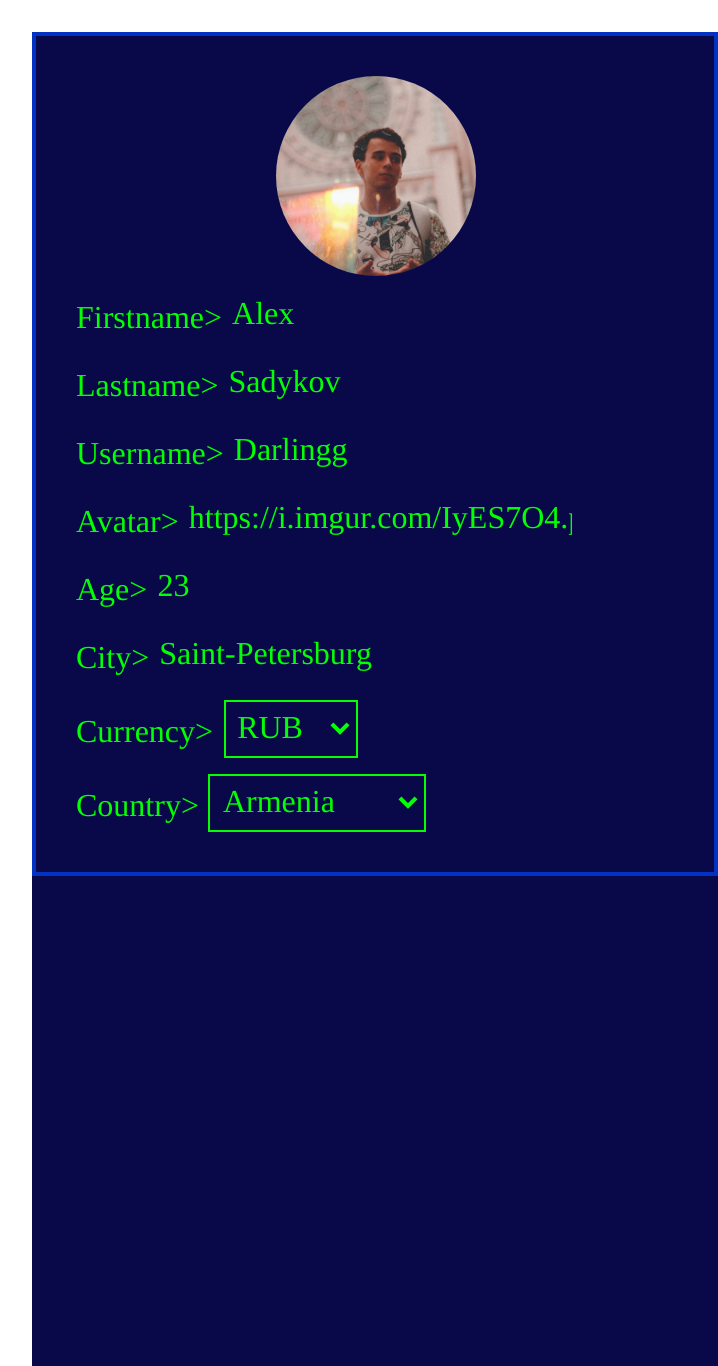 Firstname> Alex
Lastname> Sadykov
Username> Darlingg
Avatar> https://i.imgur.com/IyES7O4.
Age> 23
City> Saint-Petersburg
Currency> RUB
Country> Armenia